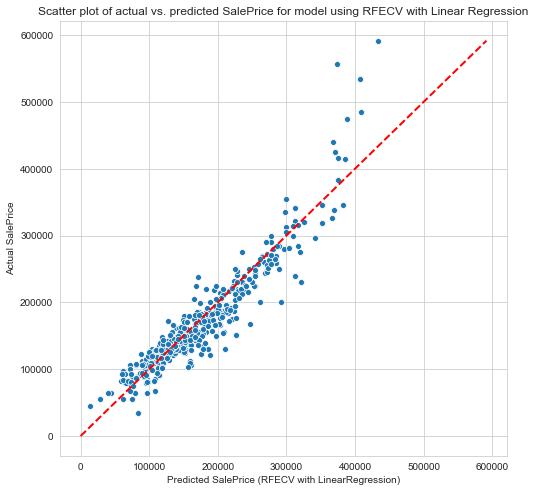 Scatter plot of actual vs. predicted SalePrice for model using RFECV with Linear Regression
600000
500000
400000
300000
200000
100000
0
Actual SalePrice
0 100000 200000 300000 400000 500000 600000
Predicted SalePrice (RFECV with LinearRegression)